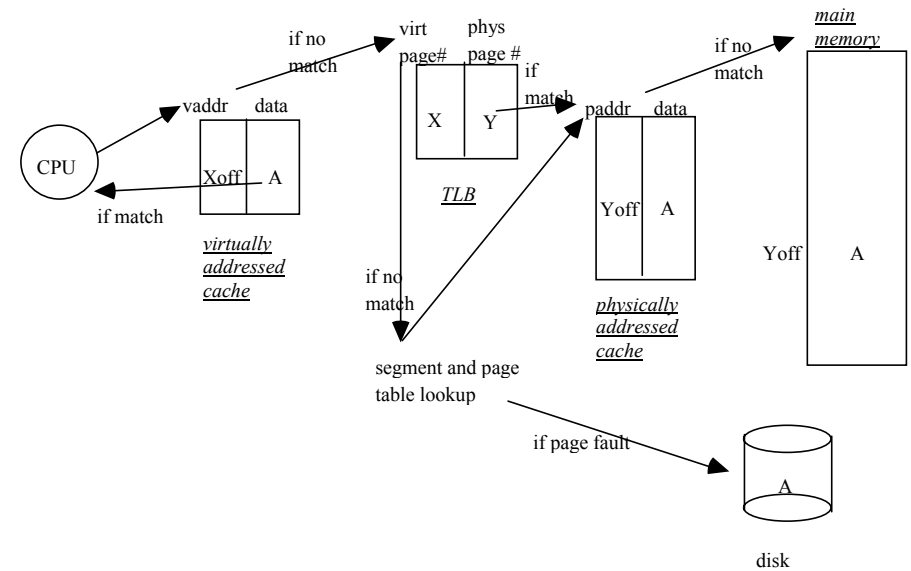 main
memory
virt phys
page# page #
if no
match
if no
match
if
match
vaddr data
paddr data
X Y
CPU
Xoff A
TLB
if match
Yoff A
virtually
addressed
cache
Yoff A
if no
match
physically
addressed
cache
segment and page
table lookup
if page fault
A
disk